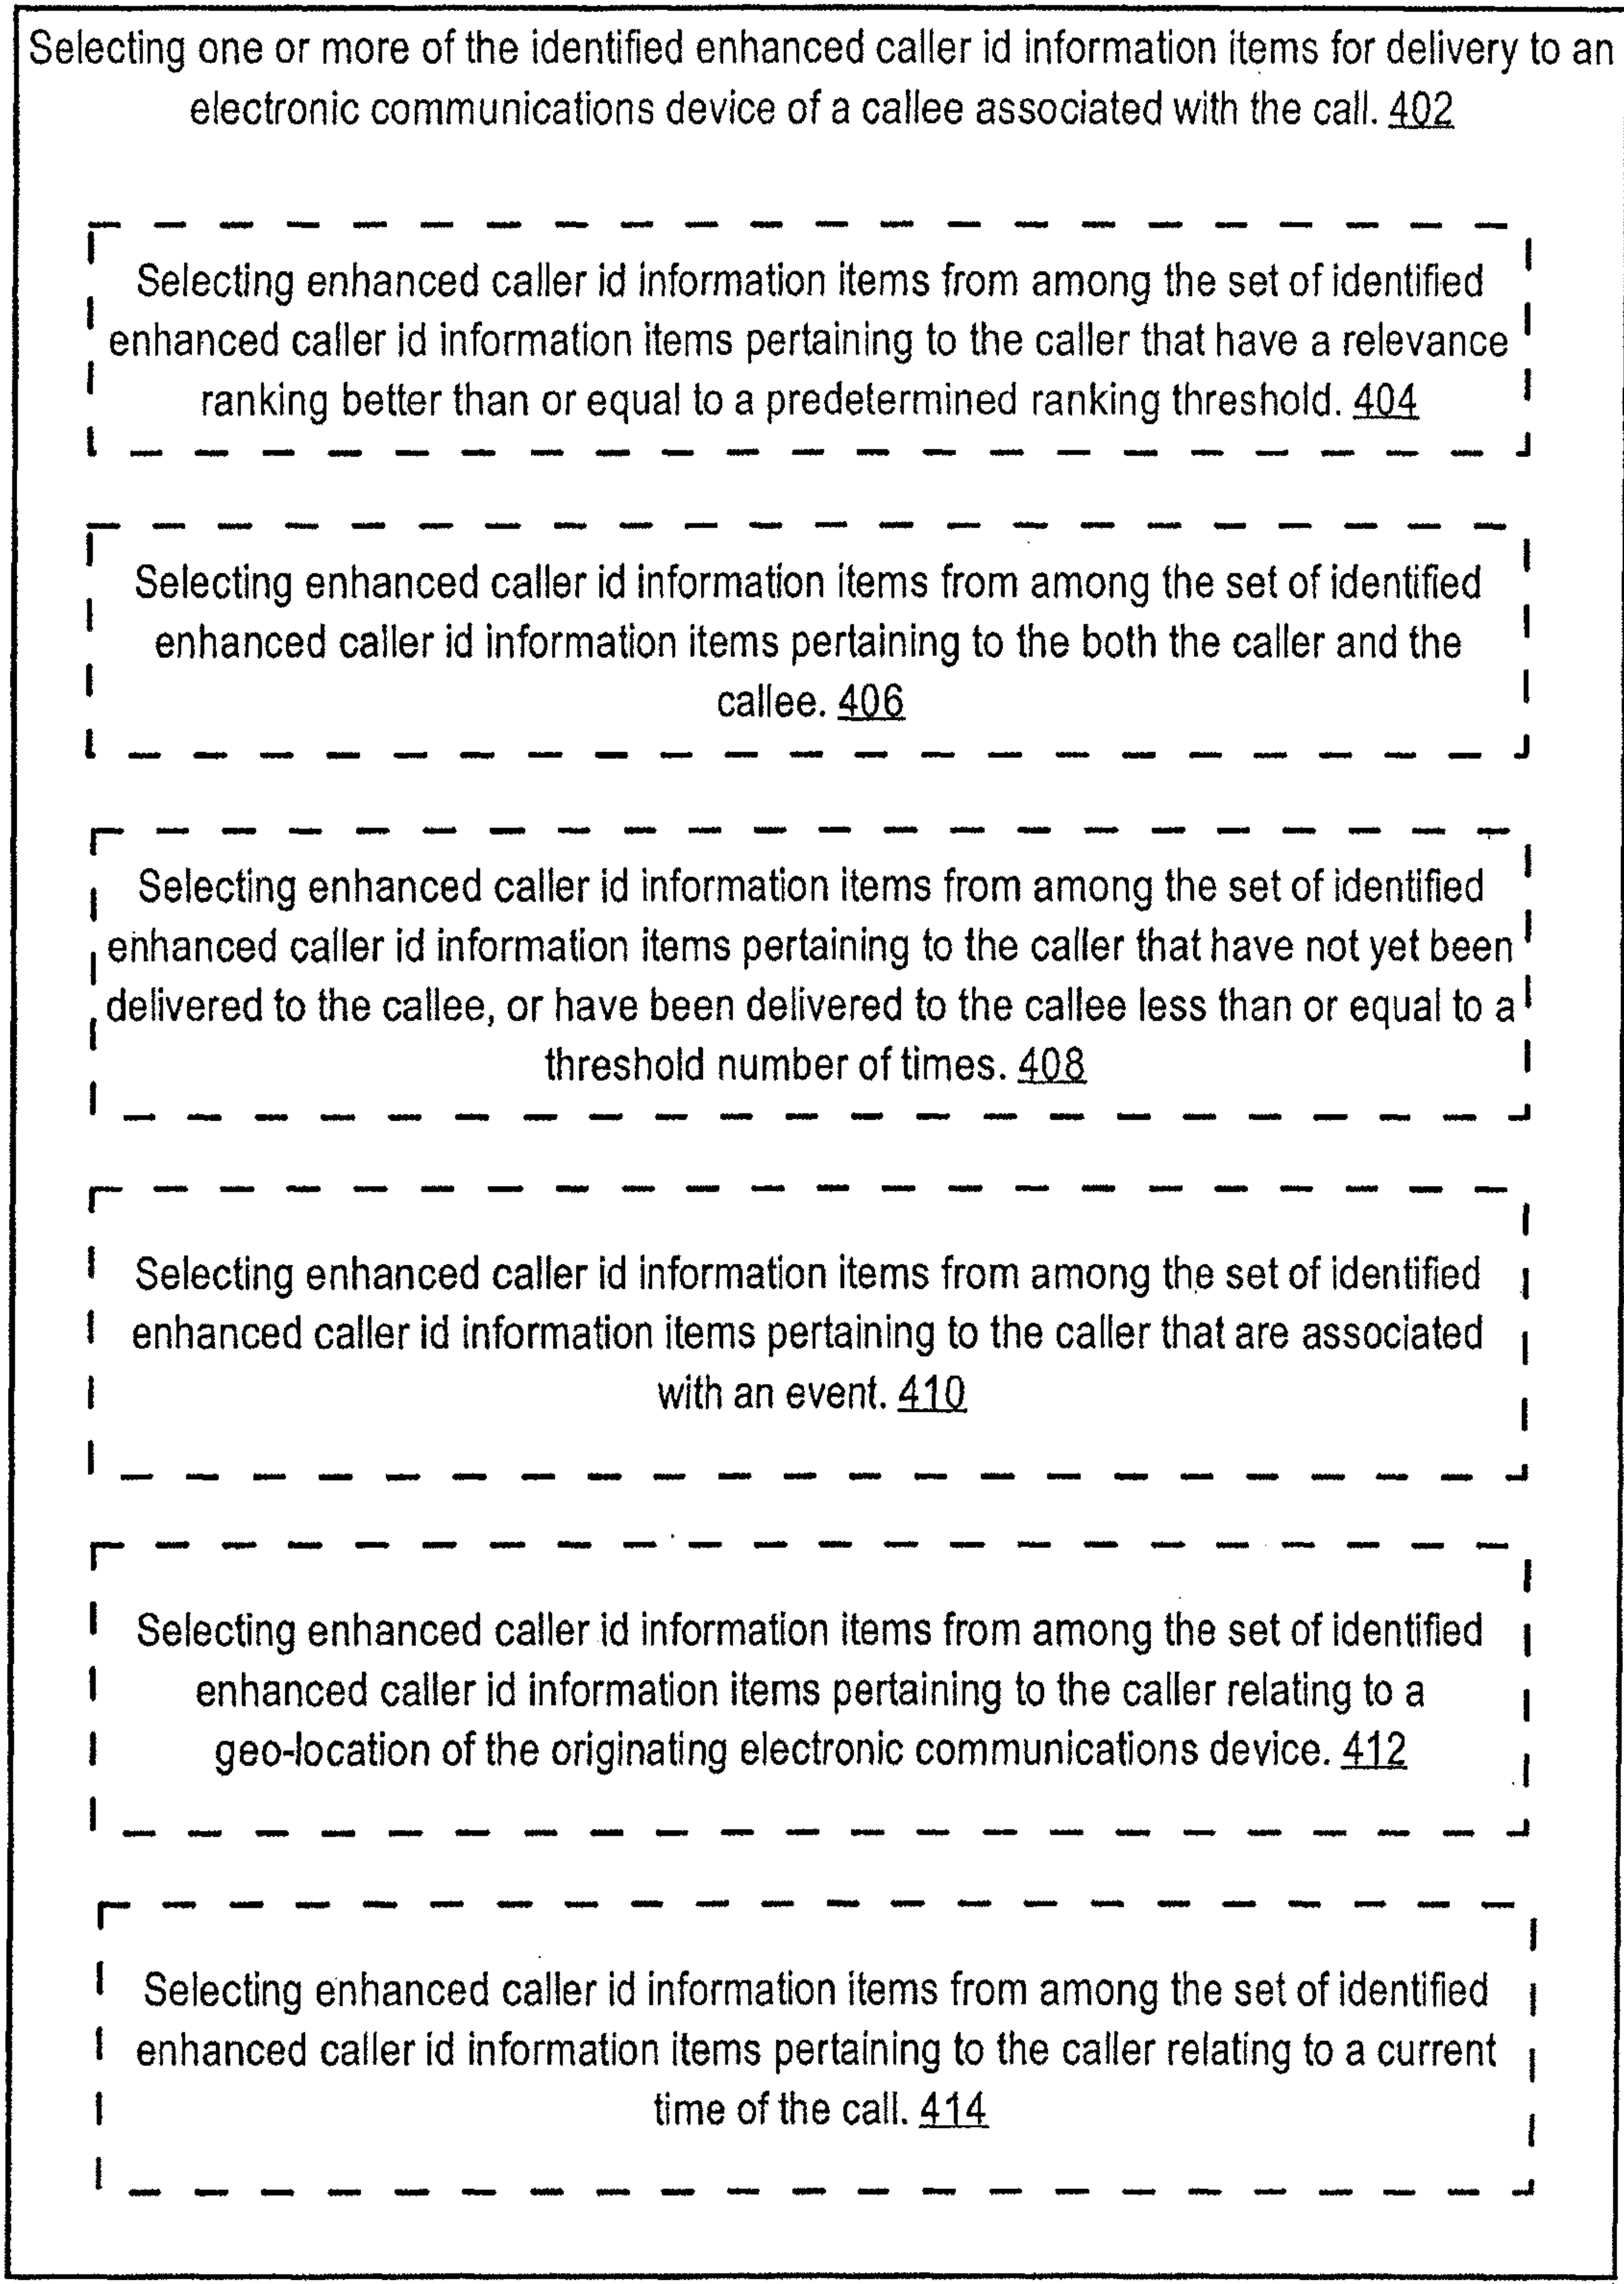 Selecting one or more of the identified enhanced caller id information items for delivery to an
electronic communications device of a callee associated with the call. 402
Selecting enhanced caller id information items from among the set of identified
enhanced caller id information items pertaining to the caller that have a relevance
ranking better than or equal to a predetermined ranking threshold. 404
Selecting enhanced caller id information items from among the set of identified
enhanced caller id information items pertaining to the both the caller and the
callee. 406
Selecting enhanced caller id information items from among the set of identified
enhanced caller id information items pertaining to the caller that have not yet been
delivered to the callee, or have been delivered to the callee less than or equal to a
threshold number of times. 408
Selecting enhanced caller id information items from among the set of identified
enhanced caller id information items pertaining to the caller that are associated
with an event. 410
Selecting enhanced caller id information items from among the set of identified
enhanced caller id information items pertaining to the caller relating to a
geo-location of the originating electronic communications device. 412
Selecting enhanced caller id information items from among the set of identified
enhanced caller id information items pertaining to the caller relating to a current
time of the call. 414